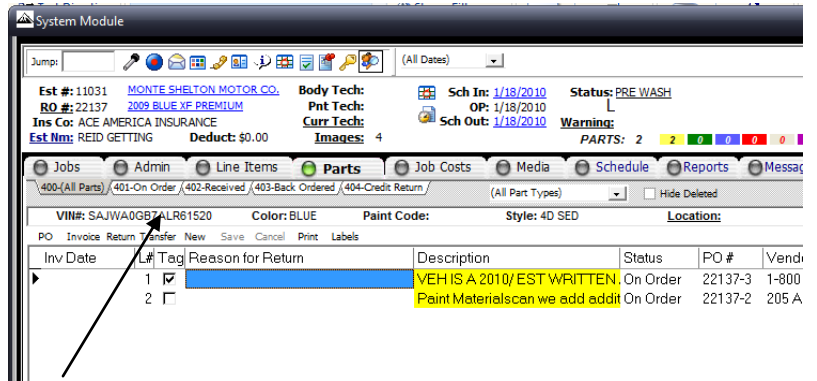 System Module
Jump: (All Dates)
Est #: 11031 MONTE SHELTON MOTOR CO. Body Tech: Sch In: 1/18/2010 Status: PRE WASH
RO #: 22137 2009 BLUE XF PREMIUM Pnt Tech: OP: 1/18/2010
Ins Co: ACE AMERICA INSURANCE Curr Tech: Sch Out: 1/18/2010 Warning:
Est Nm: REID GETTING Deduct: $0.00 Images: 4 PARTS: 2 2 0 0 0 0
Jobs Admin Line Items Parts Job Costs Media Schedule Reports Messag
400-(All Parts) 401-On Order 402-Received 403-Back Ordered 404-Credit Return (All Part Types) Hide Deleted
VIN#: SAJWA0GB7ALR61520 Color: BLUE Paint Code: Style: 4D SED Location:
PO Invoice Return Transfer New Save Cancel Print Labels
Inv Date L# Tag Reason for Return Description Status PO # Vend
1 VEH IS A 2010/ EST WRITTEN On Order 22137-3 1-800
2 Paint Materialscan we add addit On Order 22137-2 205 A